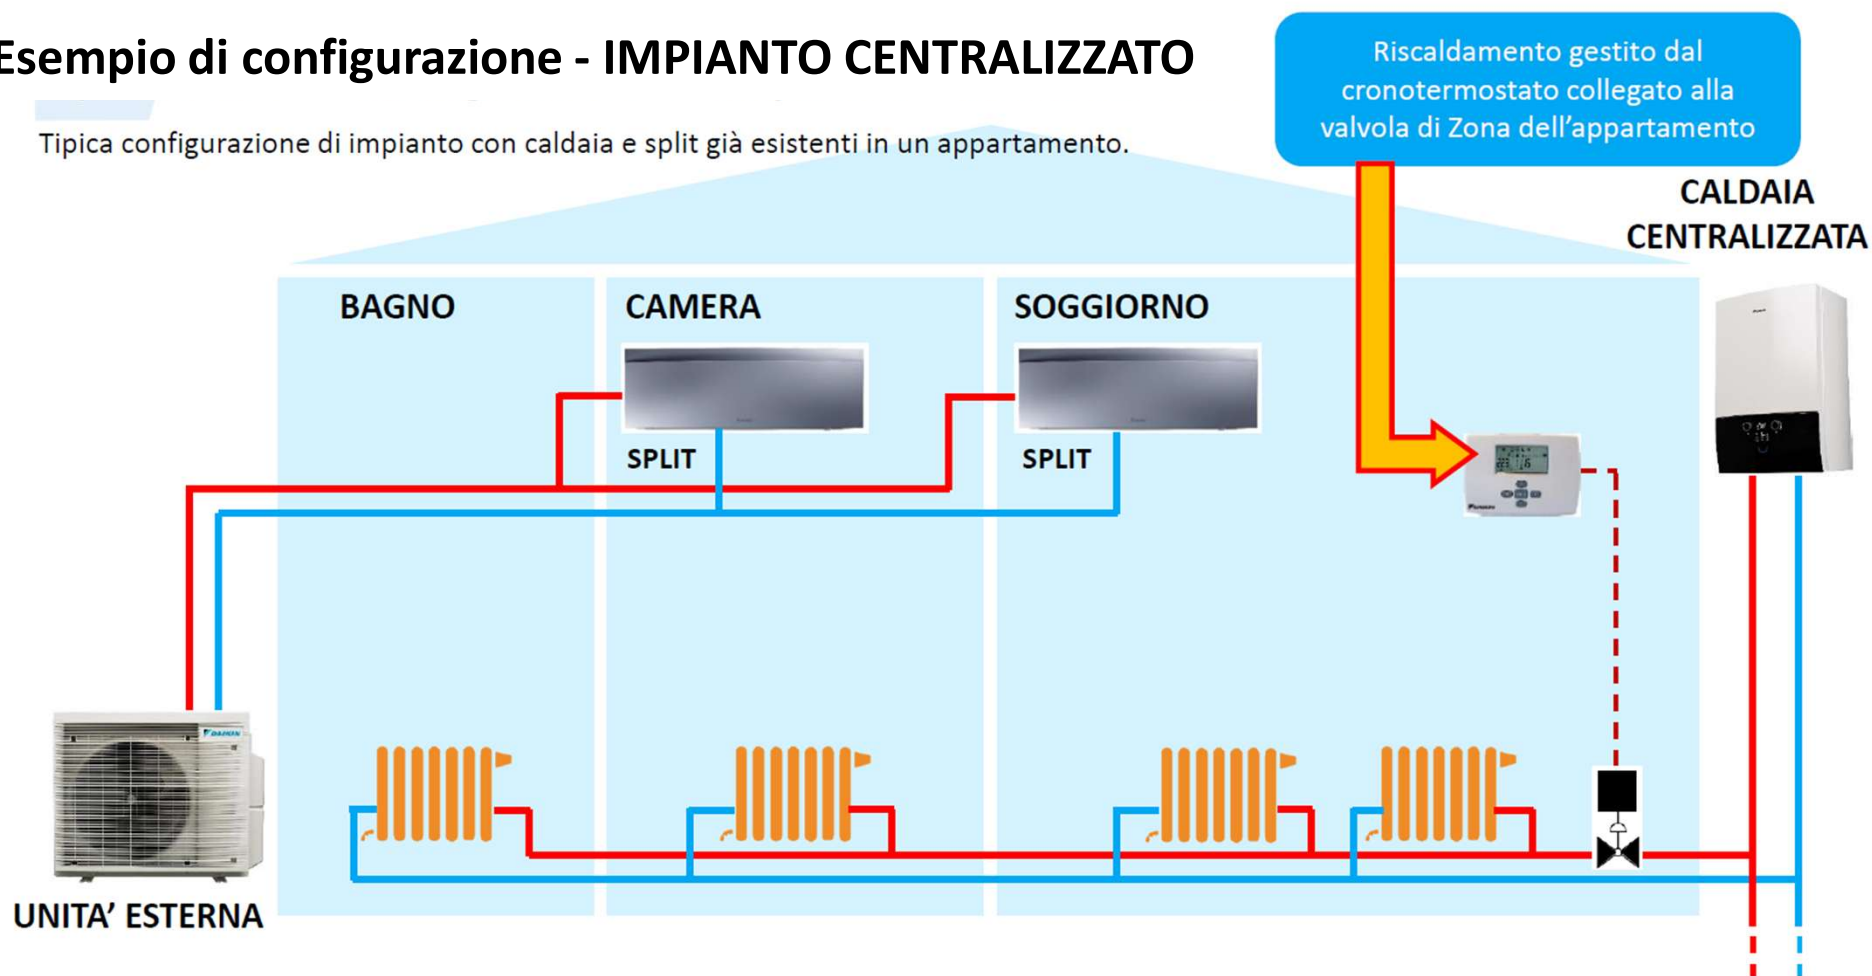 Esempio di configurazione - IMPIANTO CENTRALIZZATO
Tipica configurazione di impianto con caldaia e split già esistenti in un appartamento.
Riscaldamento gestito dal
cronotermostato collegato alla
valvola di Zona dell'appartamento
CALDAIA
CENTRALIZZATA
BAGNO
CAMERA
SOGGIORNO
SPLIT
SPLIT
DAIKIN
UNITA' ESTERNA